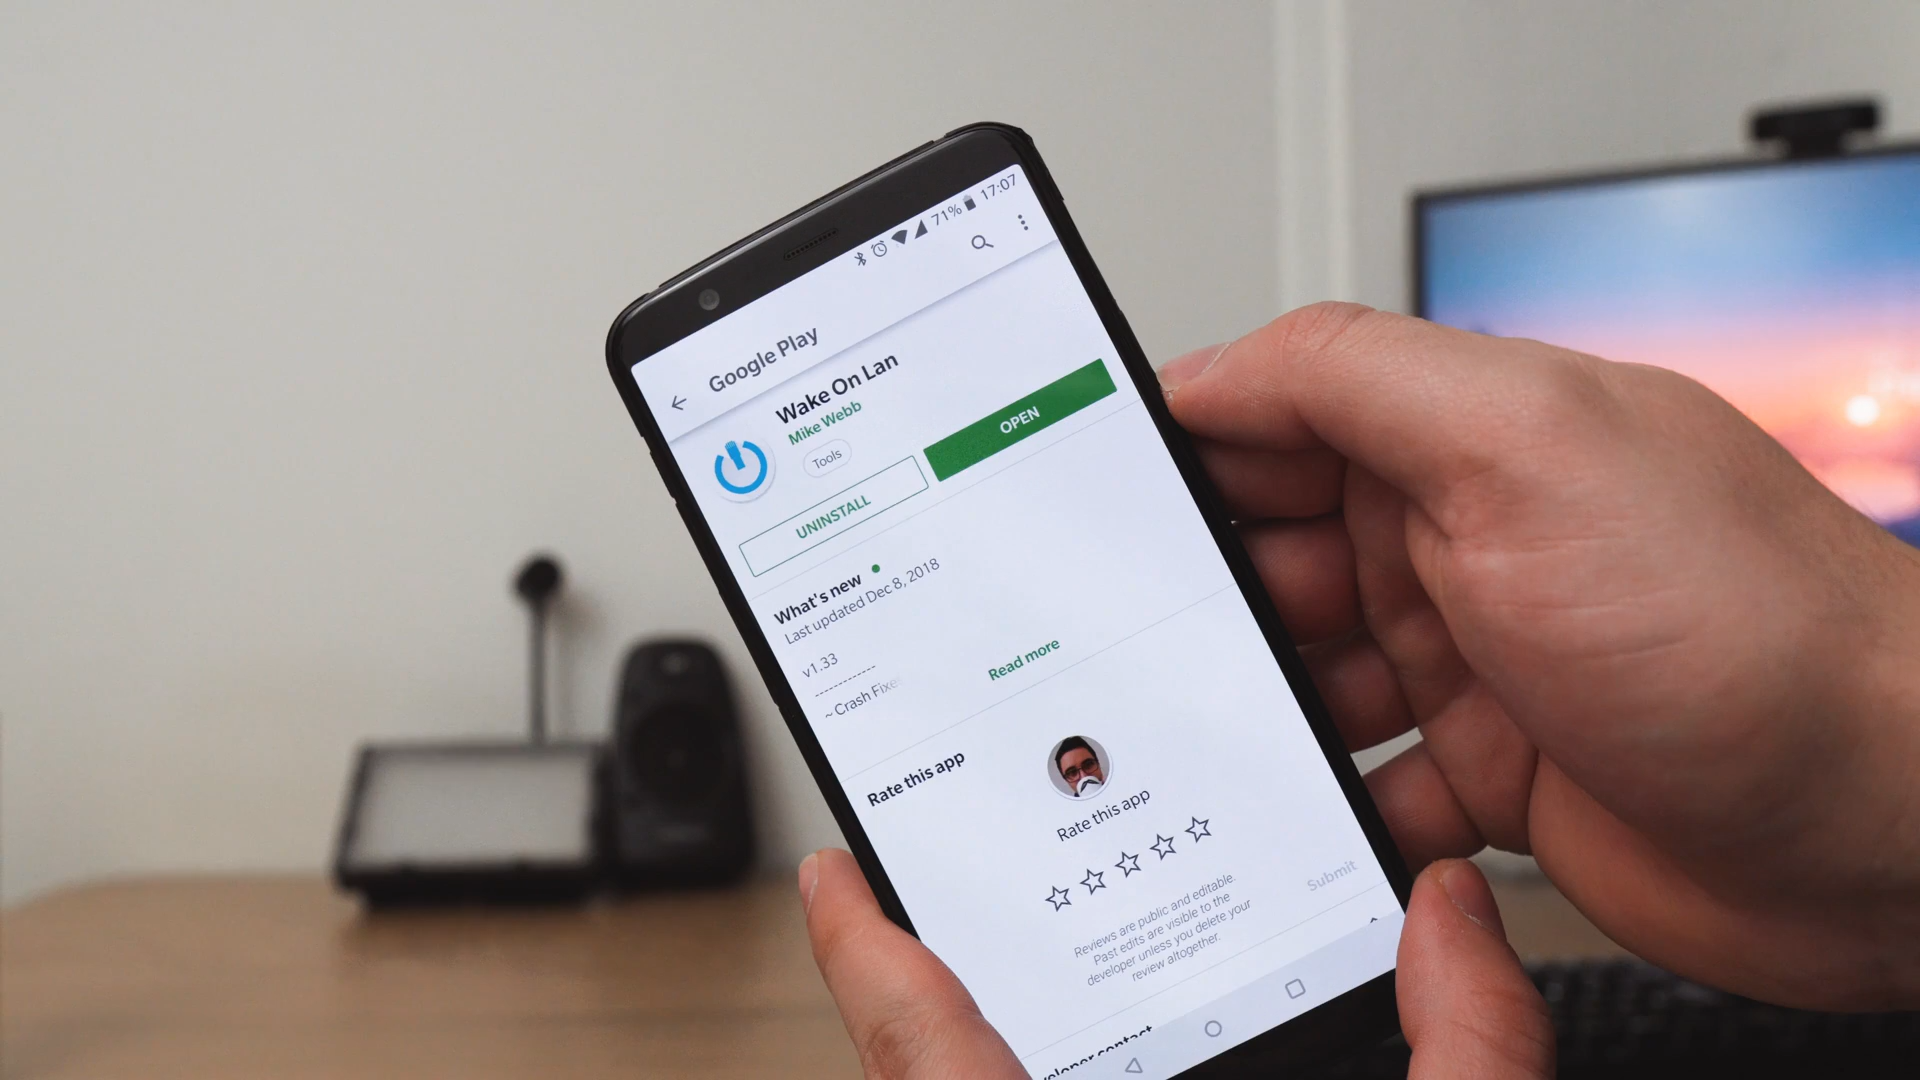 71% 17:07
Google Play
Wake On Lan
Mike Webb
Tools
UNINSTALL
OPEN
What's new
Last updated Dec 8, 2018
v1.33
-------------
~ Crash Fixes
Read more
Rate this app
Rate this app
Submit
Reviews are public and editable.
Past edits are visible to the
developer unless you delete your
review altogether.
contact